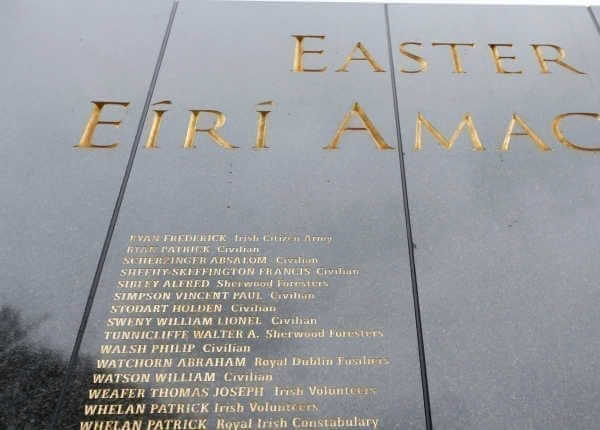 EASTER
EÍRÍ AMAC
RYAN FREDERICK Irish Citizen Army
RYAN PATRICK Civilian
SCHERZINGER ABSALOM Civilian
SHEEHY-SKEFFINGTON FRANCIS Civilian
SIBLEY ALFRED Sherwood Foresters
SIMPSON VINCENT PAUL Civilian
STODART HOLDEN Civilian
SWENY WILLIAM LIONEL Civilian
TUNNICLIFFE WALTER A. Sherwood Foresters
WALSH PHILIP Civilian
WATCHORN ABRAHAM Royal Dublin Fusiliers
WATSON WILLIAM Civilian
WEAFER THOMAS JOSEPH Irish Volunteers
WHELAN PATRICK Irish Volunteers
WHELAN PATRICK Royal Irish Constabulary